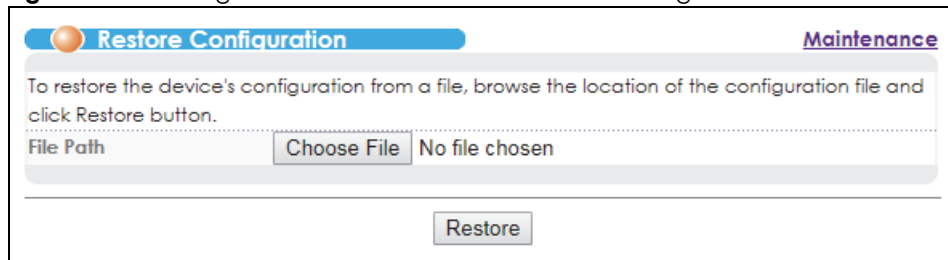 Restore Configuration Maintenance
To restore the device's configuration from a file, browse the location of the configuration file and
click Restore button.
File Path Choose File No file chosen
Restore